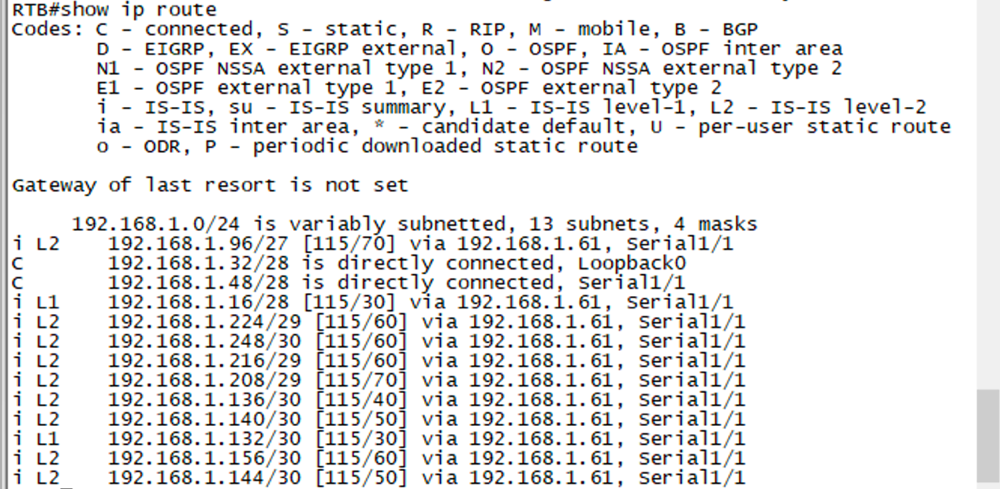 RTB#show ip route
Codes: C - connected, S - static, R - RIP, M - mobile, B - BGP
       D - EIGRP, EX - EIGRP external, O - OSPF, IA - OSPF inter area
       N1 - OSPF NSSA external type 1, N2 - OSPF NSSA external type 2
       E1 - OSPF external type 1, E2 - OSPF external type 2
       i - IS-IS, su - IS-IS summary, L1 - IS-IS level-1, L2 - IS-IS level-2
       ia - IS-IS inter area, * - candidate default, U - per-user static route
       o - ODR, P - periodic downloaded static route
Gateway of last resort is not set
     192.168.1.0/24 is variably subnetted, 13 subnets, 4 masks
i L2    192.168.1.96/27 [115/70] via 192.168.1.61, Serial1/1
C       192.168.1.32/28 is directly connected, Loopback0
C       192.168.1.48/28 is directly connected, Serial1/1
i L1    192.168.1.16/28 [115/30] via 192.168.1.61, Serial1/1
i L2    192.168.1.224/29 [115/60] via 192.168.1.61, Serial1/1
i L2    192.168.1.248/30 [115/60] via 192.168.1.61, Serial1/1
i L2    192.168.1.216/29 [115/60] via 192.168.1.61, Serial1/1
i L2    192.168.1.208/29 [115/70] via 192.168.1.61, Serial1/1
i L2    192.168.1.136/30 [115/40] via 192.168.1.61, Serial1/1
i L2    192.168.1.140/30 [115/50] via 192.168.1.61, Serial1/1
i L1    192.168.1.132/30 [115/30] via 192.168.1.61, Serial1/1
i L2    192.168.1.156/30 [115/60] via 192.168.1.61, Serial1/1
i L2    192.168.1.144/30 [115/50] via 192.168.1.61, Serial1/1